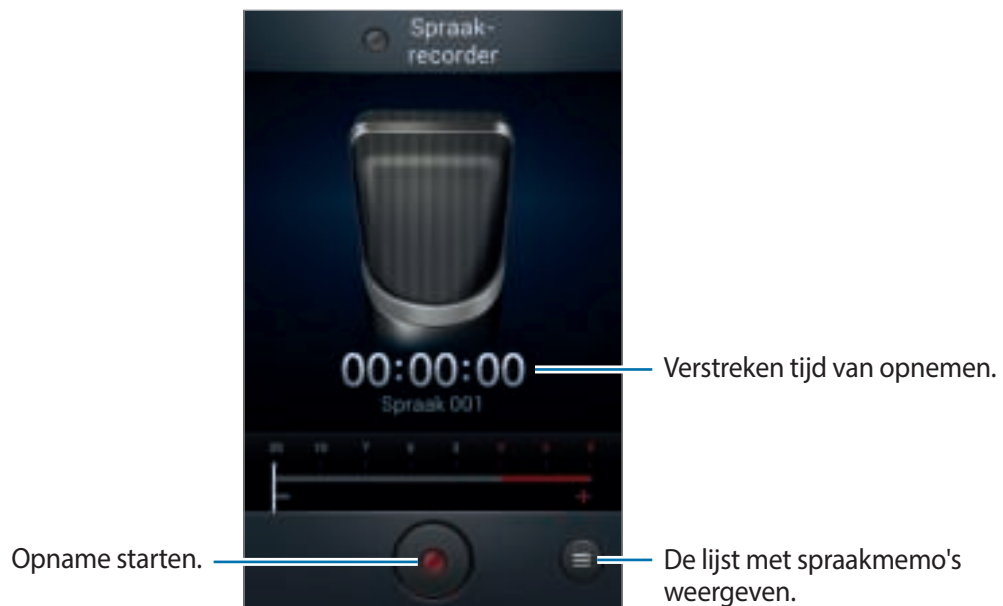 Spraak-
recorder
00:00:00
Verstreken tijd van opnemen.
Spraak 001
- +
Opname starten.
De lijst met spraakmemo's
weergeven.